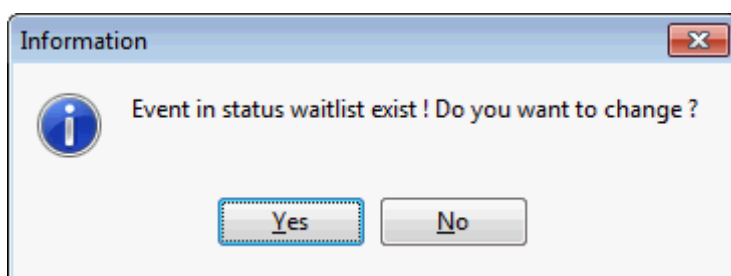 Information
Event in status waitlist exist ! Do you want to change ?
Yes
No